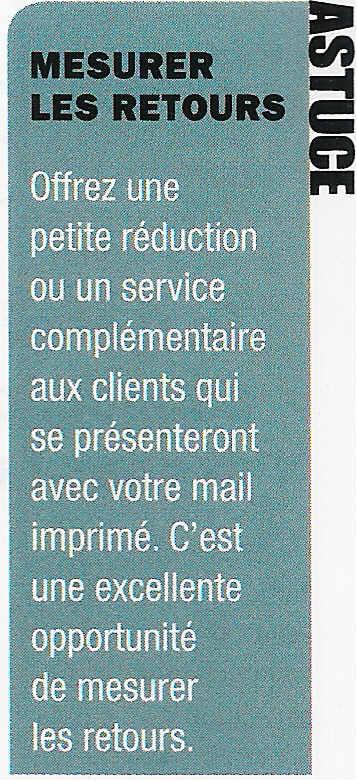 ASTUCE
MESURER
LES RETOURS
Offrez une
petite réduction
ou un service
complémentaire
aux clients qui
se présenteront
avec votre mail
imprimé. C'est
une excellente
opportunité
de mesurer
les retours.